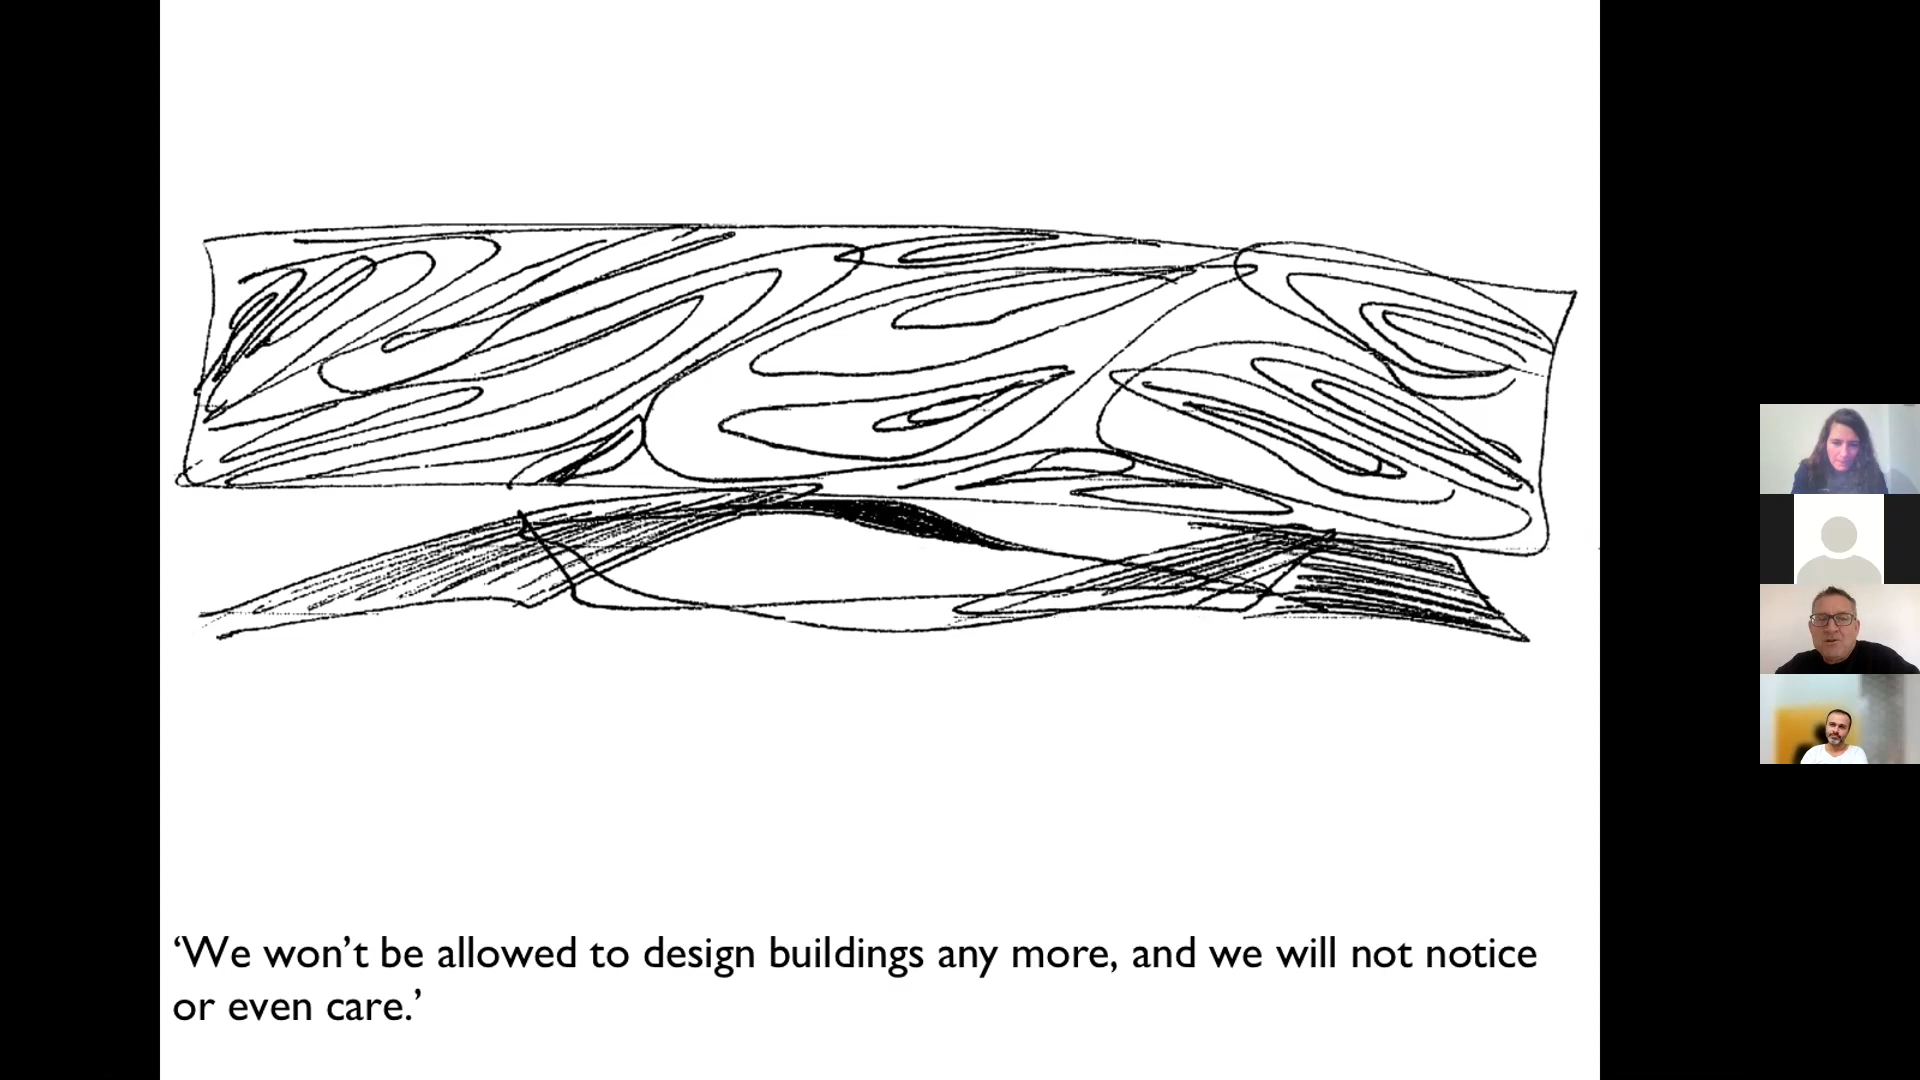 ‘We won’t be allowed to design buildings any more, and we will not notice
or even care.’